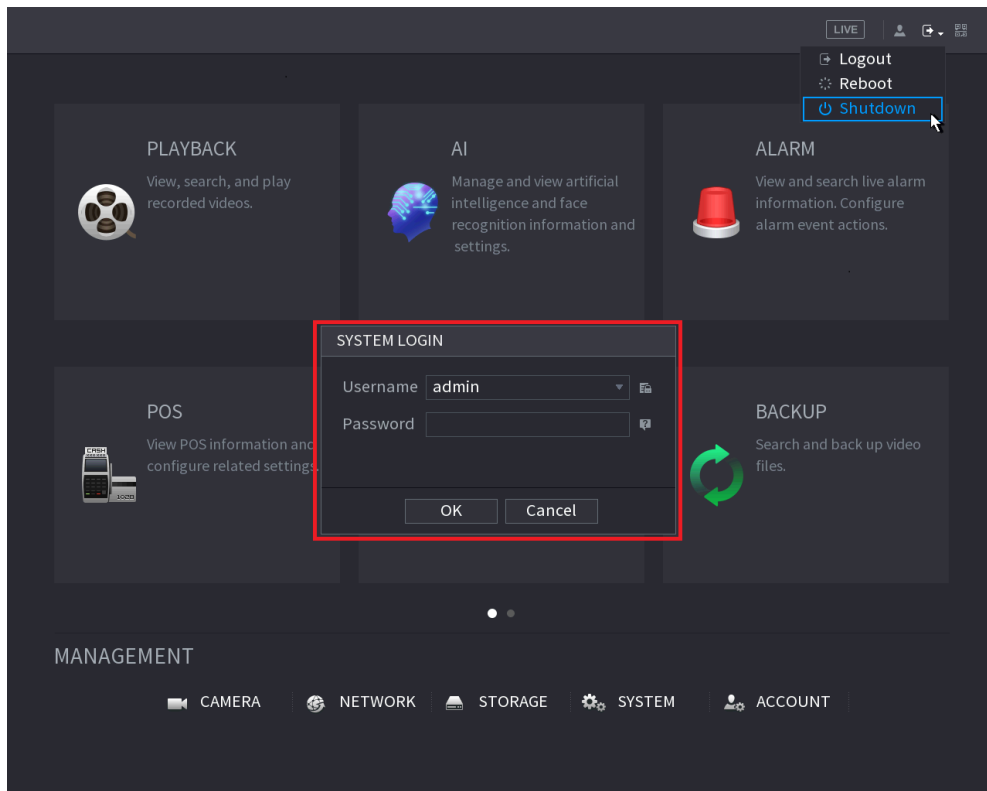 LIVE
Logout
Reboot
Shutdown
PLAYBACK
View, search, and play
recorded videos.
AI
Manage and view artificial
intelligence and face
recognition information and
settings.
ALARM
View and search live alarm
information. Configure
alarm event actions.
SYSTEM LOGIN
Username admin
Password
OK Cancel
POS
View POS information and
configure related settings.
CASH
1028
BACKUP
Search and back up video
files.
MANAGEMENT
CAMERA NETWORK STORAGE SYSTEM ACCOUNT